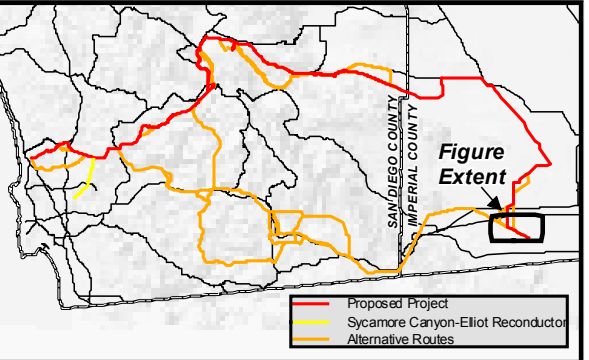 SAN DIEGO COUNTY
IMPERIAL COUNTY
Figure
Extent
Proposed Project
Sycamore Canyon-Elliot Reconductor
Alternative Routes